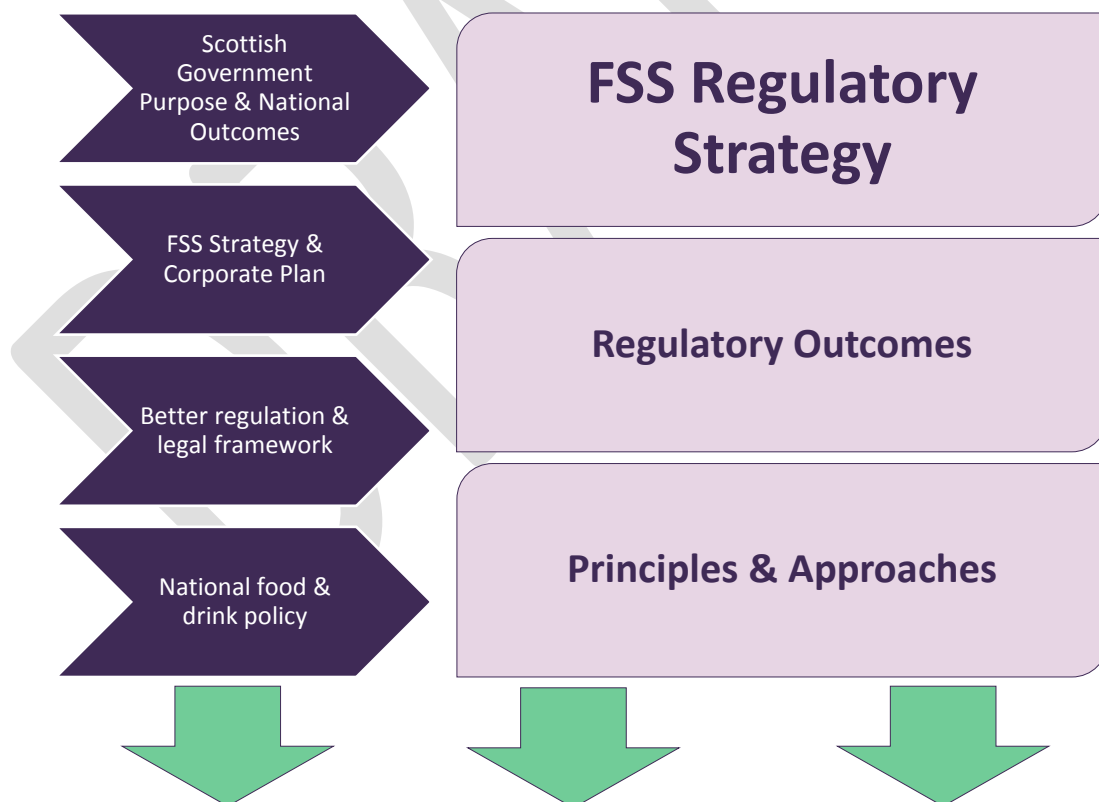 Scottish
Government
Purpose & National
Outcomes
FSS Strategy &
Corporate Plan
Better regulation &
legal framework
National food &
drink policy
FSS Regulatory
Strategy
Regulatory Outcomes
Principles & Approaches